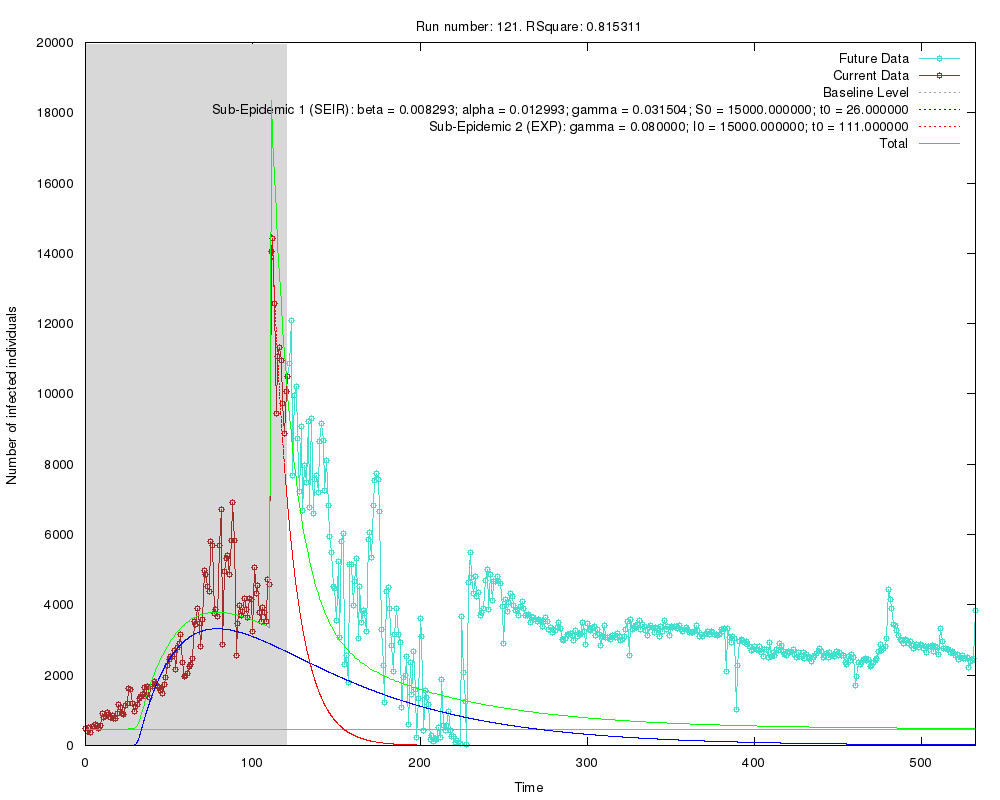 Run number: 121. RSquare: 0.815311
20000
18000
16000
14000
12000
10000
8000
6000
4000
2000
0
Number of infected individuals
Future Data
Current Data
Baseline Level
Sub-Epidemic 1 (SEIR): beta = 0.008293; alpha = 0.012993; gamma = 0.031504; S0 = 15000.000000; t0 = 26.000000
Sub-Epidemic 2 (EXP): gamma = 0.080000; I0 = 15000.000000; t0 = 111.000000
Total
0 100 200 300 400 500
Time